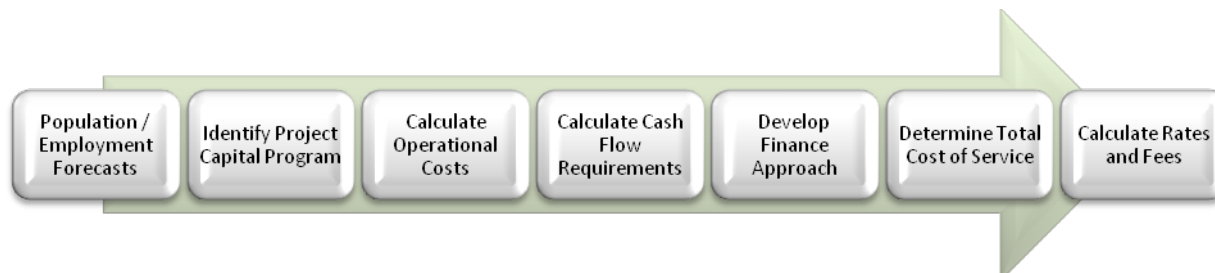 Population /
Employment
Forecasts
Identify Project
Capital Program
Calculate
Operational
Costs
Calculate Cash
Flow
Requirements
Develop
Finance
Approach
Determine Total
Cost of Service
Calculate Rates
and Fees